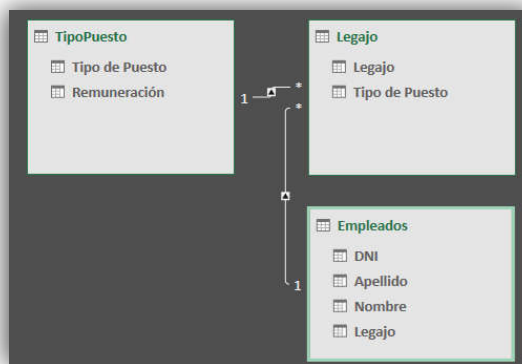 TipoPuesto
Tipo de Puesto
Remuneración
1
*
*
1
Legajo
Legajo
Tipo de Puesto
Empleados
DNI
Apellido
Nombre
Legajo